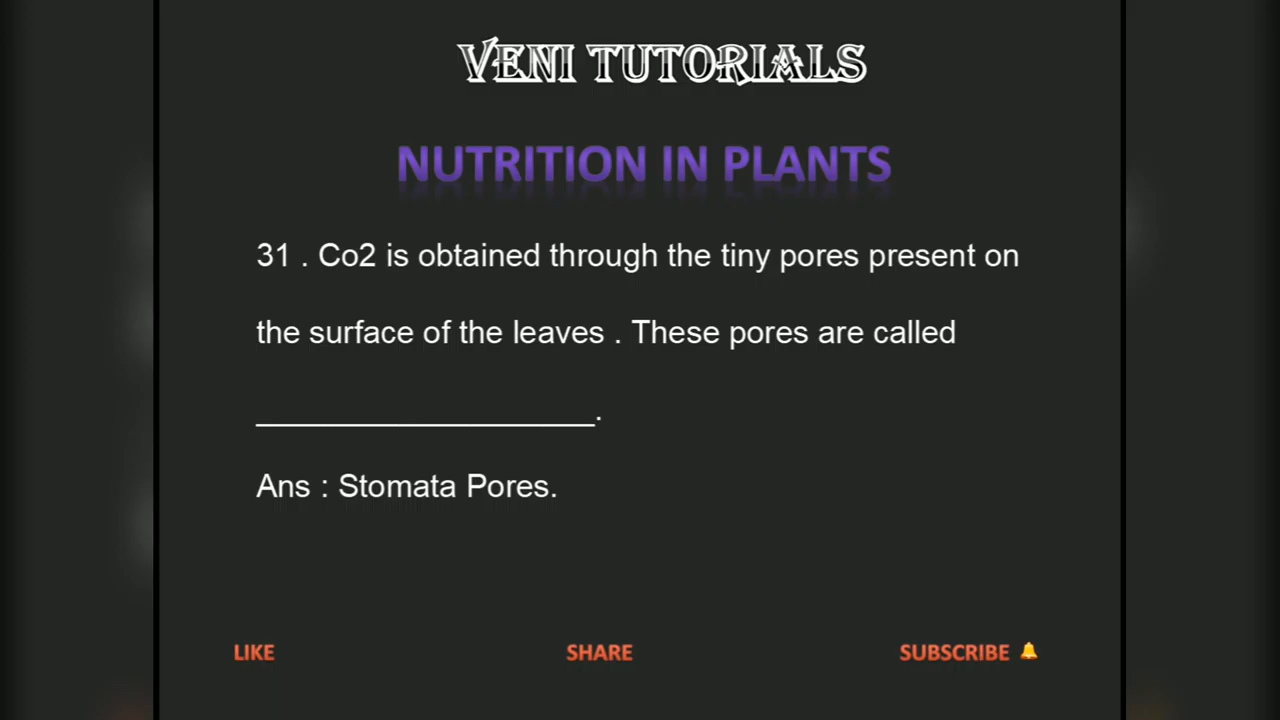 VENI TUTORIALS
NUTRITION IN PLANTS
31 . Co2 is obtained through the tiny pores present on
the surface of the leaves . These pores are called
___________________.
Ans : Stomata Pores.
LIKE SHARE SUBSCRIBE 🔔